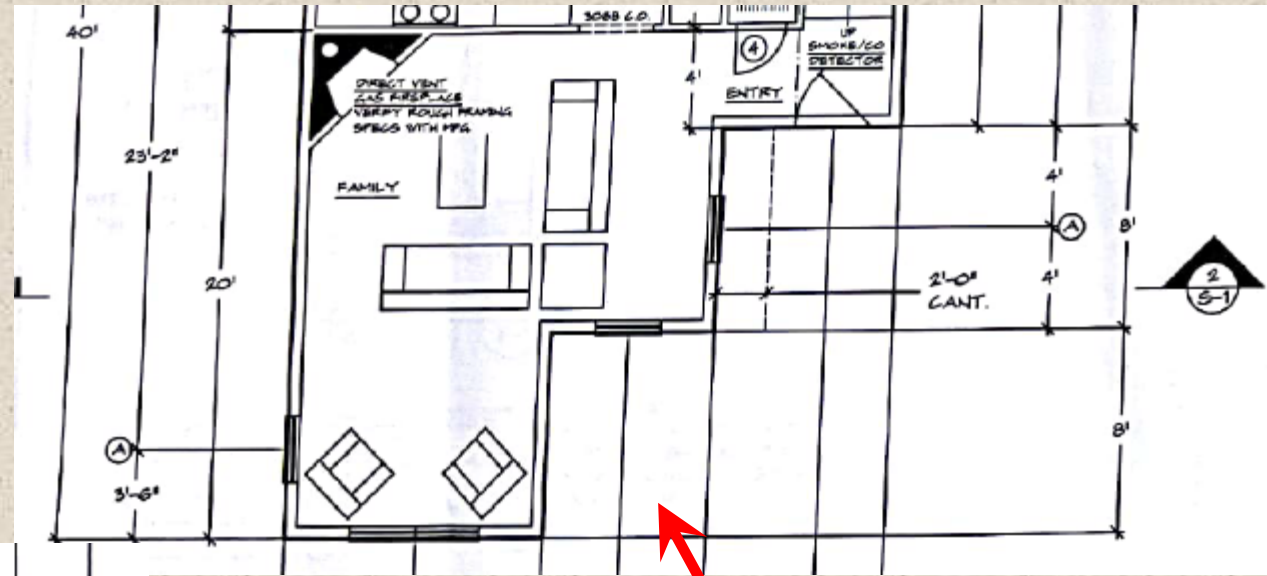 40'
3068 C.O.
4
UP
SMOKE/CO
DETECTOR
DIRECT VENT
GAS FIREPLACE
VERIFY ROUGH FRAMING
SPECS WITH MFG
4'
ENTRY
23'-2"
FAMILY
4'
A
8'
20'
2'-0"
CANT.
4'
2
S-1
8'
A
3'-6"